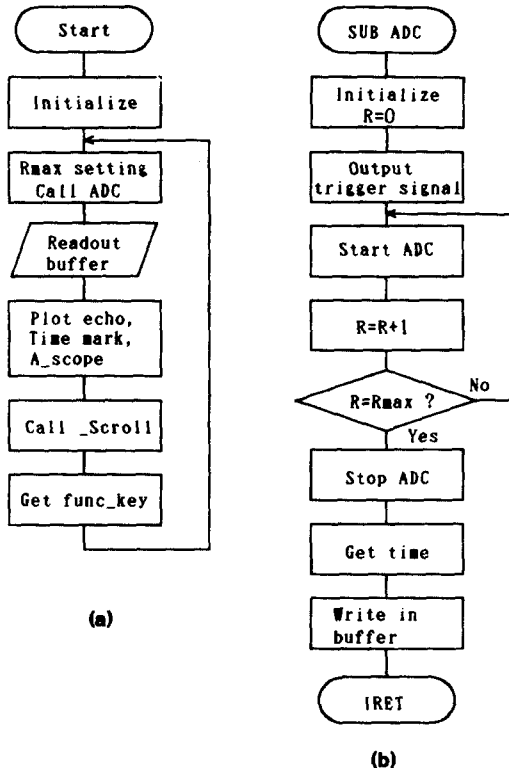 Start
Initialize
Rmax setting
Call ADC
Readout
buffer
Plot echo,
Time mark,
A_scope
Call _Scroll
Get func_key
(a)
SUB ADC
Initialize
R=0
Output
trigger signal
Start ADC
R=R+1
R=Rmax ?
No
Yes
Stop ADC
Get time
Write in
buffer
IRET
(b)